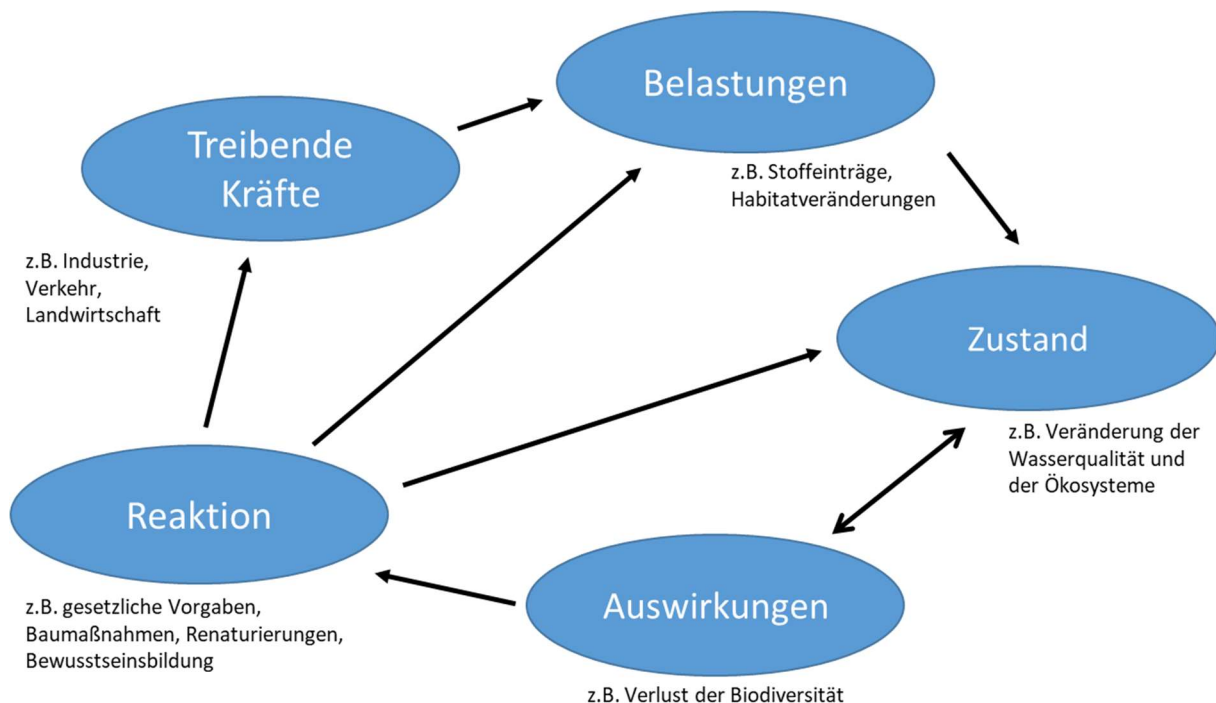 Belastungen
z.B. Stoffeinträge,
Habitatveränderungen
Treibende
Kräfte
z.B. Industrie,
Verkehr,
Landwirtschaft
Zustand
z.B. Veränderung der
Wasserqualität und
der Ökosysteme
Reaktion
z.B. gesetzliche Vorgaben,
Baumaßnahmen, Renaturierungen,
Bewusstseinsbildung
Auswirkungen
z.B. Verlust der Biodiversität